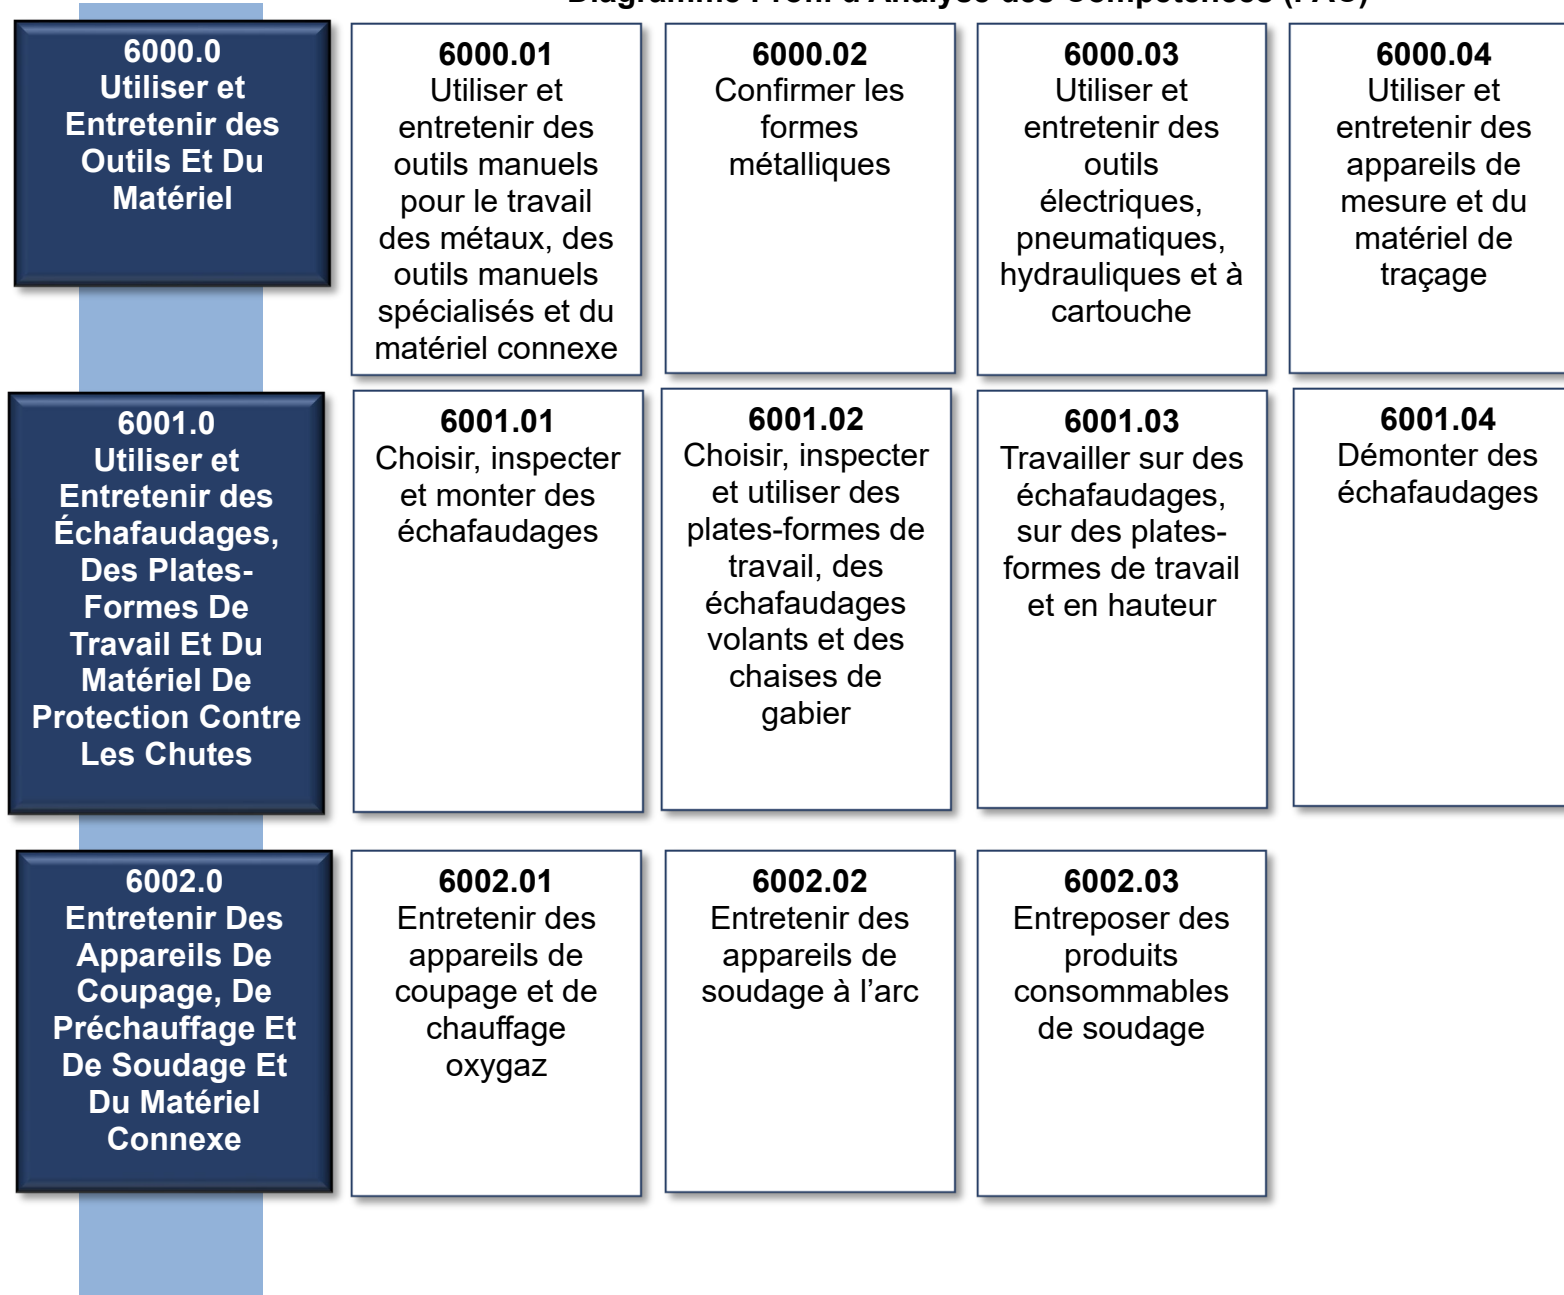 Diagramme Profil d'Analyse des Compétences (PAC)
6000.0
Utiliser et
Entretenir des
Outils Et Du
Matériel
6000.01
Utiliser et
entretenir des
outils manuels
pour le travail
des métaux, des
outils manuels
spécialisés et du
matériel connexe
6000.02
Confirmer les
formes
métalliques
6000.03
Utiliser et
entretenir des
outils
électriques,
pneumatiques,
hydrauliques et à
cartouche
6000.04
Utiliser et
entretenir des
appareils de
mesure et du
matériel de
traçage
6001.0
Utiliser et
Entretenir des
Échafaudages,
Des Plates-
Formes De
Travail Et Du
Matériel De
Protection Contre
Les Chutes
6001.01
Choisir, inspecter
et monter des
échafaudages
6001.02
Choisir, inspecter
et utiliser des
plates-formes de
travail, des
échafaudages
volants et des
chaises de
gabier
6001.03
Travailler sur des
échafaudages,
sur des plates-
formes de travail
et en hauteur
6001.04
Démonter des
échafaudages
6002.0
Entretenir Des
Appareils De
Coupage, De
Préchauffage Et
De Soudage Et
Du Matériel
Connexe
6002.01
Entretenir des
appareils de
coupage et de
chauffage
oxygaz
6002.02
Entretenir des
appareils de
soudage à l’arc
6002.03
Entreposer des
produits
consommables
de soudage